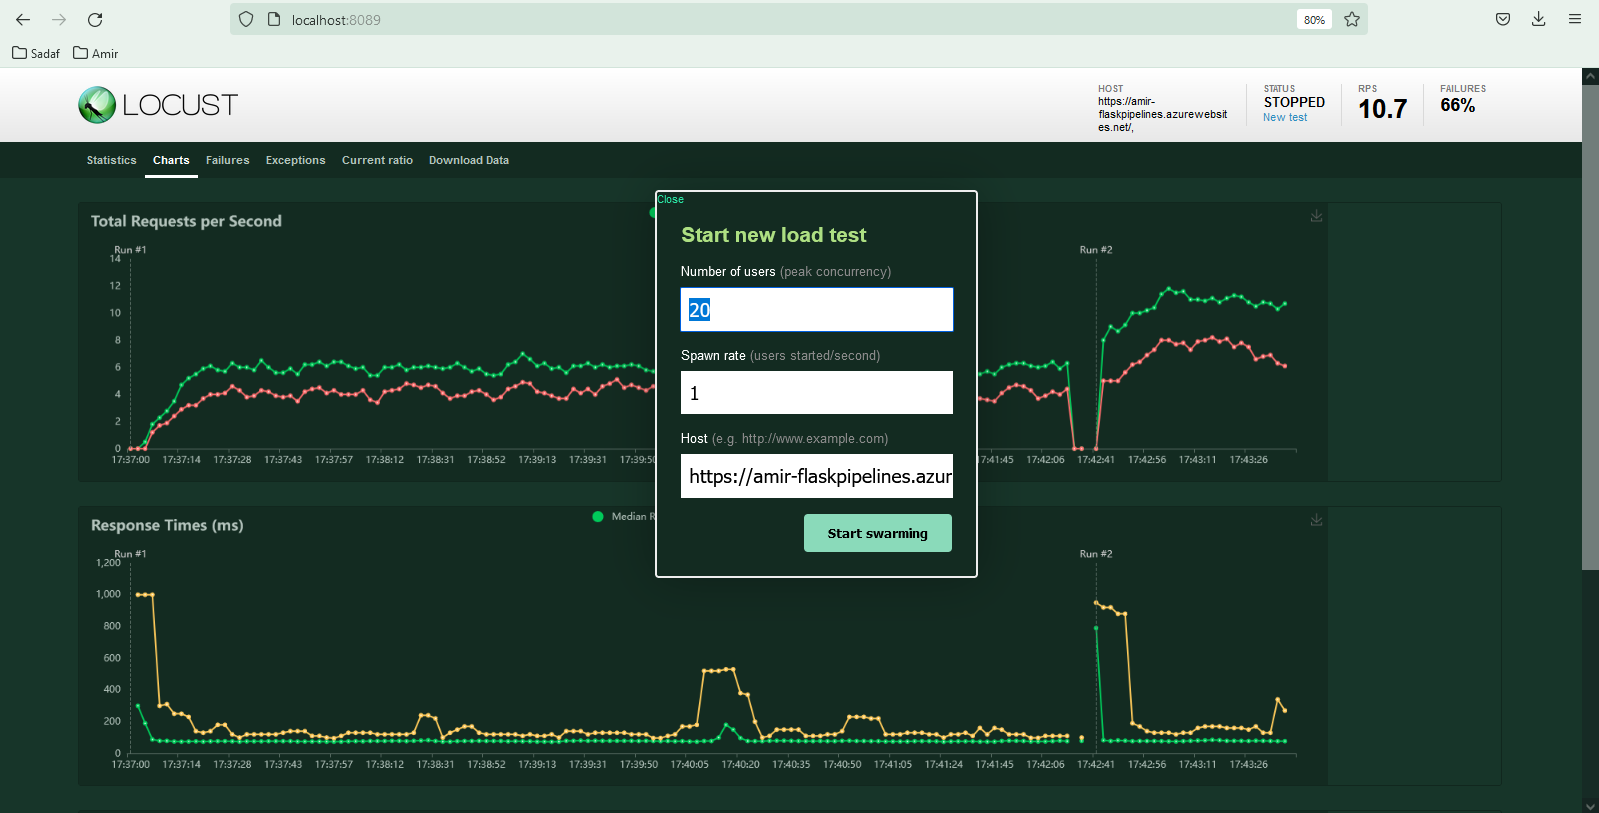 localhost:8089
80%
Sadaf
Amir
LOCUST
HOST
https://amir-
flaskpipelines.azurewebsit
es.net/,
STATUS
STOPPED
New test
RPS
10.7
FAILURES
66%
Statistics
Charts
Failures
Exceptions
Current ratio
Download Data
Close
Start new load test
Number of users (peak concurrency)
20
Spawn rate (users started/second)
1
Host (e.g. http://www.example.com)
https://amir-flaskpipelines.azur
Start swarming
Total Requests per Second
Run #1
Run #2
14
12
10
8
6
4
2
0
17:37:00 17:37:14 17:37:28 17:37:43 17:37:57 17:38:12 17:38:31 17:38:52 17:39:13 17:39:31 17:39:50 17:41:45 17:42:06 17:42:41 17:42:56 17:43:11 17:43:26
Response Times (ms)
Median R
Run #1
Run #2
1,200
1,000
800
600
400
200
0
17:37:00 17:37:14 17:37:28 17:37:43 17:37:57 17:38:12 17:38:31 17:38:52 17:39:13 17:39:31 17:39:50 17:40:05 17:40:20 17:40:35 17:40:50 17:41:05 17:41:24 17:41:45 17:42:06 17:42:41 17:42:56 17:43:11 17:43:26